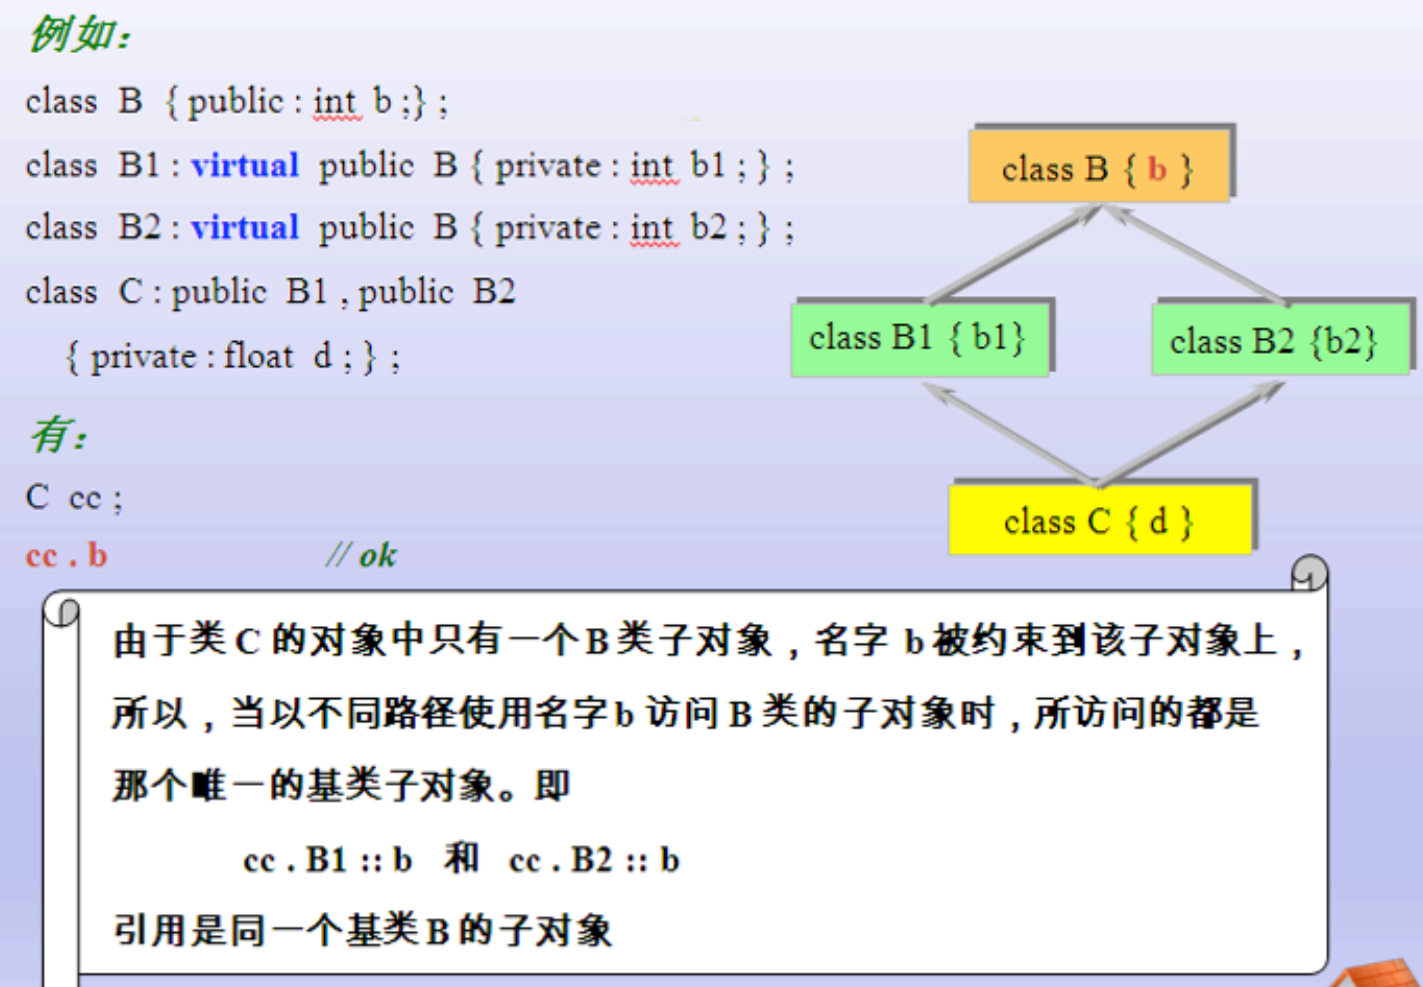 例如：
class B { public : int b ;} ;
class B1 : virtual public B { private : int b1 ; } ;
class B2 : virtual public B { private : int b2 ; } ;
class C : public B1 , public B2
{ private : float d ; } ;
有：
C cc ;
cc . b // ok
class B { b }
class B1 { b1}
class B2 {b2}
class C { d }
由于类 C 的对象中只有一个 B 类子对象，名字 b 被约束到该子对象上，
所以，当以不同路径使用名字 b 访问 B 类的子对象时，所访问的都是
那个唯一的基类子对象。即
cc . B1 :: b 和 cc . B2 :: b
引用是同一个基类 B 的子对象